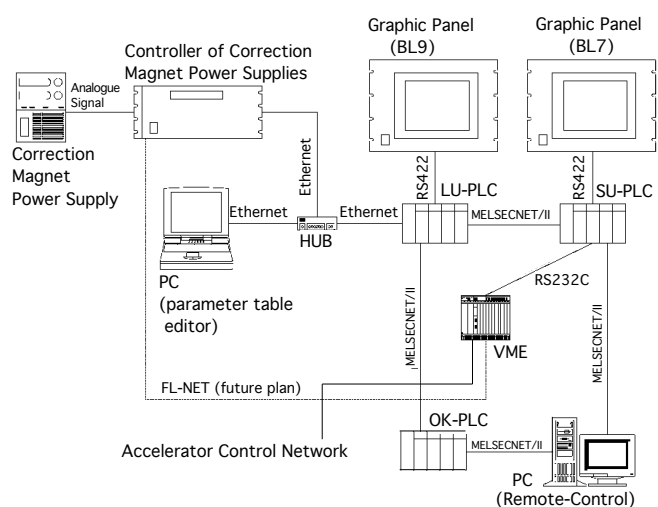 Graphic Panel
(BL9)
Graphic Panel
(BL7)
Controller of Correction
Magnet Power Supplies
Analogue
Signal
Correction
Magnet
Power Supply
Ethernet
RS422
RS422
LU-PLC
SU-PLC
Ethernet
Ethernet
MELSECNET/II
HUB
PC
(parameter table
editor)
RS232C
MELSECNET/II
VME
MELSECNET/II
FL-NET (future plan)
OK-PLC
Accelerator Control Network
MELSECNET/II
PC
(Remote-Control)